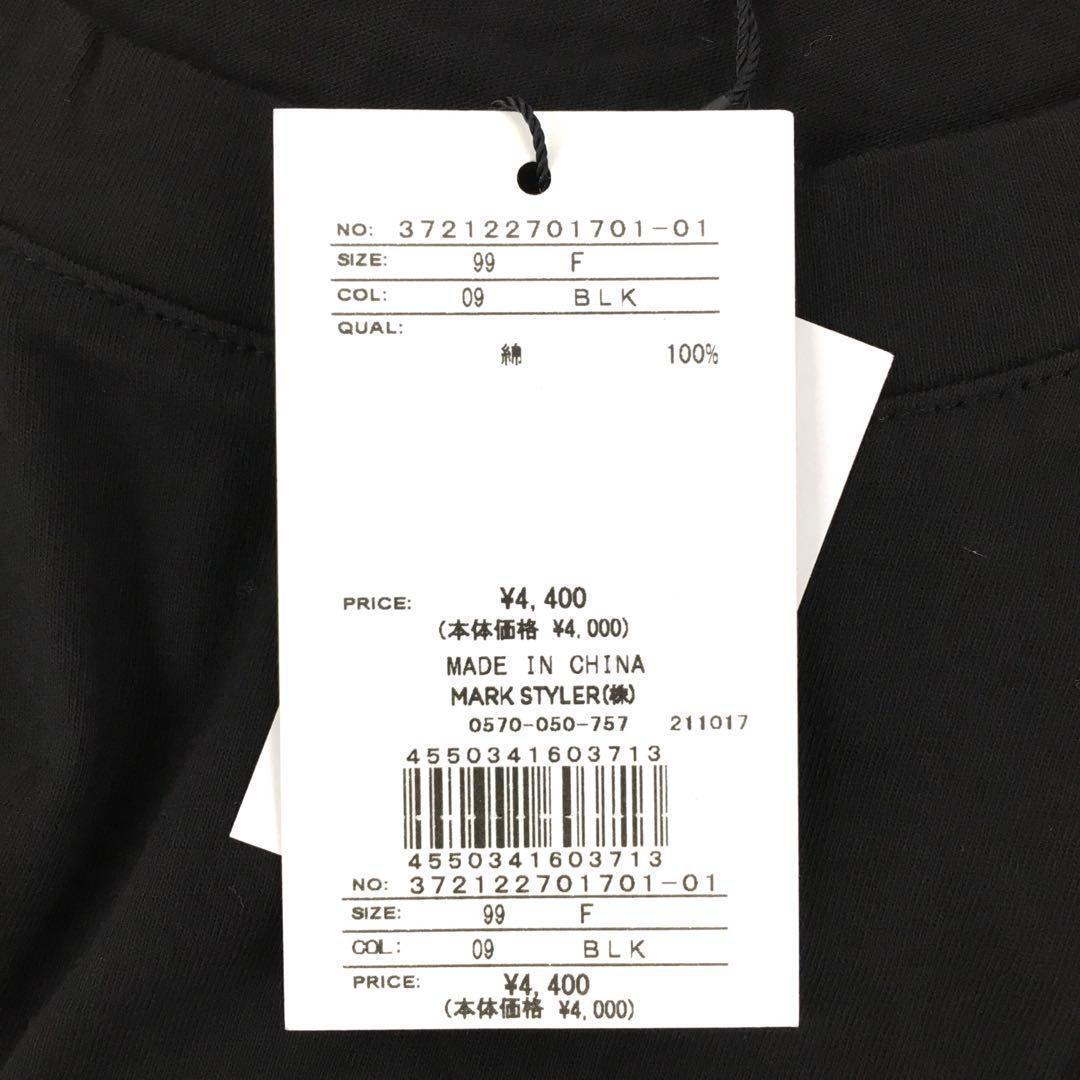 NO: 372122701701-01
SIZE: 99 F
COL: 09 BLK
QUAL:
綿 100%
PRICE: ¥4,400
(本体価格 ¥4,000)
MADE IN CHINA
MARK STYLER(株)
0570-050-757 211017
4550341603713
4550341603713
NO: 372122701701-01
SIZE: 99 F
COL: 09 BLK
PRICE: ¥4,400
(本体価格 ¥4,000)